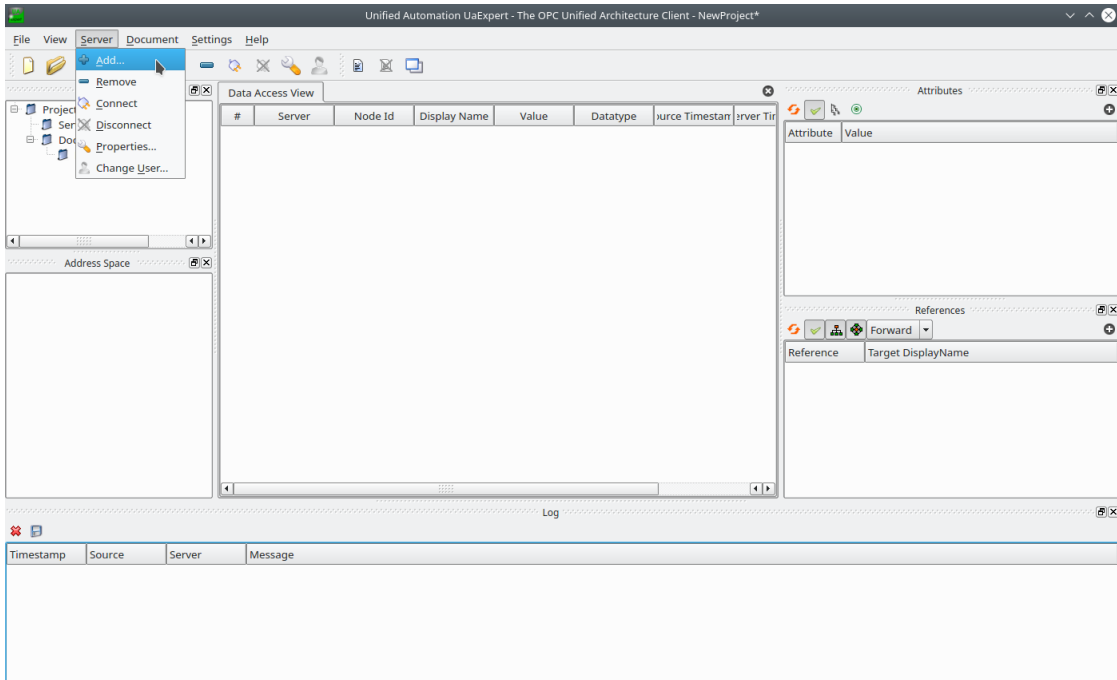 Unified Automation UaExpert - The OPC Unified Architecture Client - NewProject*
File View Server Document Settings Help
Add...
Remove
Connect
Disconnect
Properties...
Change User...
Project
Data Access View
# Server Node Id Display Name Value Datatype
Attributes
Attribute Value
Address Space
References
Forward
Reference Target DisplayName
Log
Timestamp Source Server Message